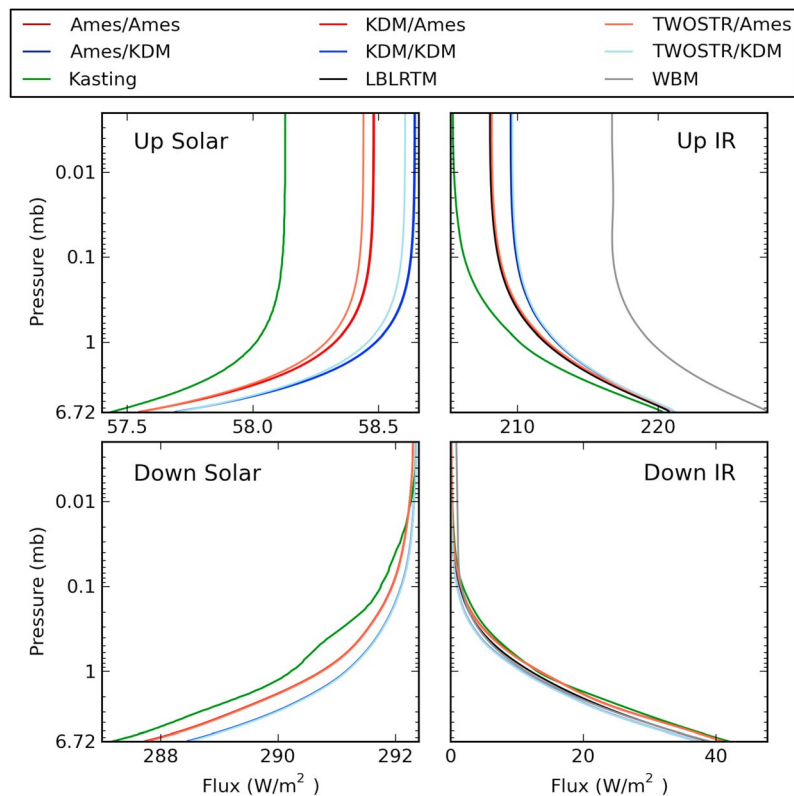 Ames/Ames KDM/Ames TWOSTR/Ames
Ames/KDM KDM/KDM TWOSTR/KDM
Kasting LBLRTM WBM
Up Solar
Up IR
Pressure (mb)
0.01
0.1
1
6.72
57.5 58.0 58.5
210 220
Down Solar
Down IR
Pressure (mb)
0.01
0.1
1
6.72
288 290 292
0 20 40
Flux (W/m² )
Flux (W/m² )